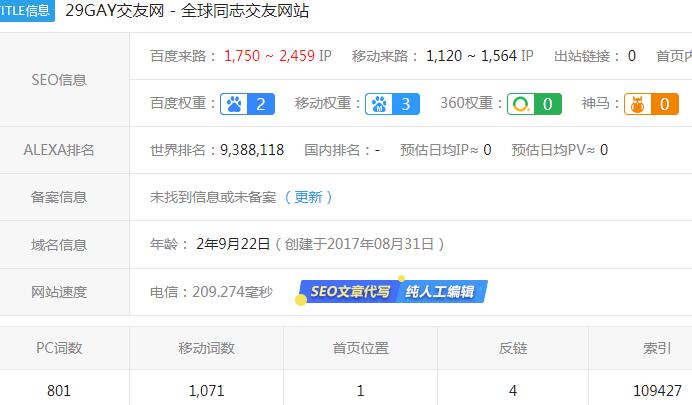 TITLE信息 29GAY交友网 - 全球同志交友网站
SEO信息
百度来路： 1,750 ~ 2,459 IP 移动来路： 1,120 ~ 1,564 IP 出站链接： 0 首页内
百度权重： 2 移动权重： 3 360权重： 0 神马： 0
ALEXA排名 世界排名：9,388,118 国内排名：- 预估日均IP≈ 0 预估日均PV≈ 0
备案信息 未找到信息或未备案 （更新）
域名信息 年龄： 2年9月22日（创建于2017年08月31日）
网站速度 电信：209.274毫秒 SEO文章代写 纯人工编辑
PC词数 移动词数 首页位置 反链 索引
801 1,071 1 4 109427